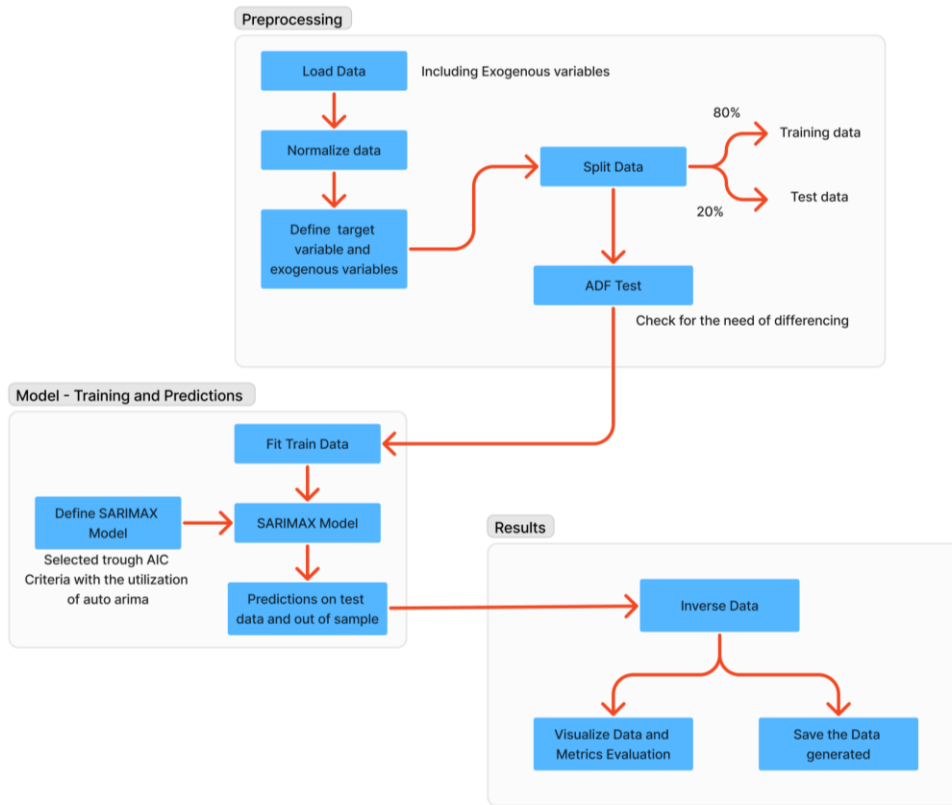 Preprocessing
Load Data
Including Exogenous variables
Normalize data
Define target
variable and
exogenous variables
Split Data
80%
Training data
20%
Test data
ADF Test
Check for the need of differencing
Model - Training and Predictions
Fit Train Data
Define SARIMAX
Model
SARIMAX Model
Selected trough AIC
Criteria with the utilization
of auto arima
Predictions on test
data and out of sample
Results
Inverse Data
Visualize Data and
Metrics Evaluation
Save the Data
generated